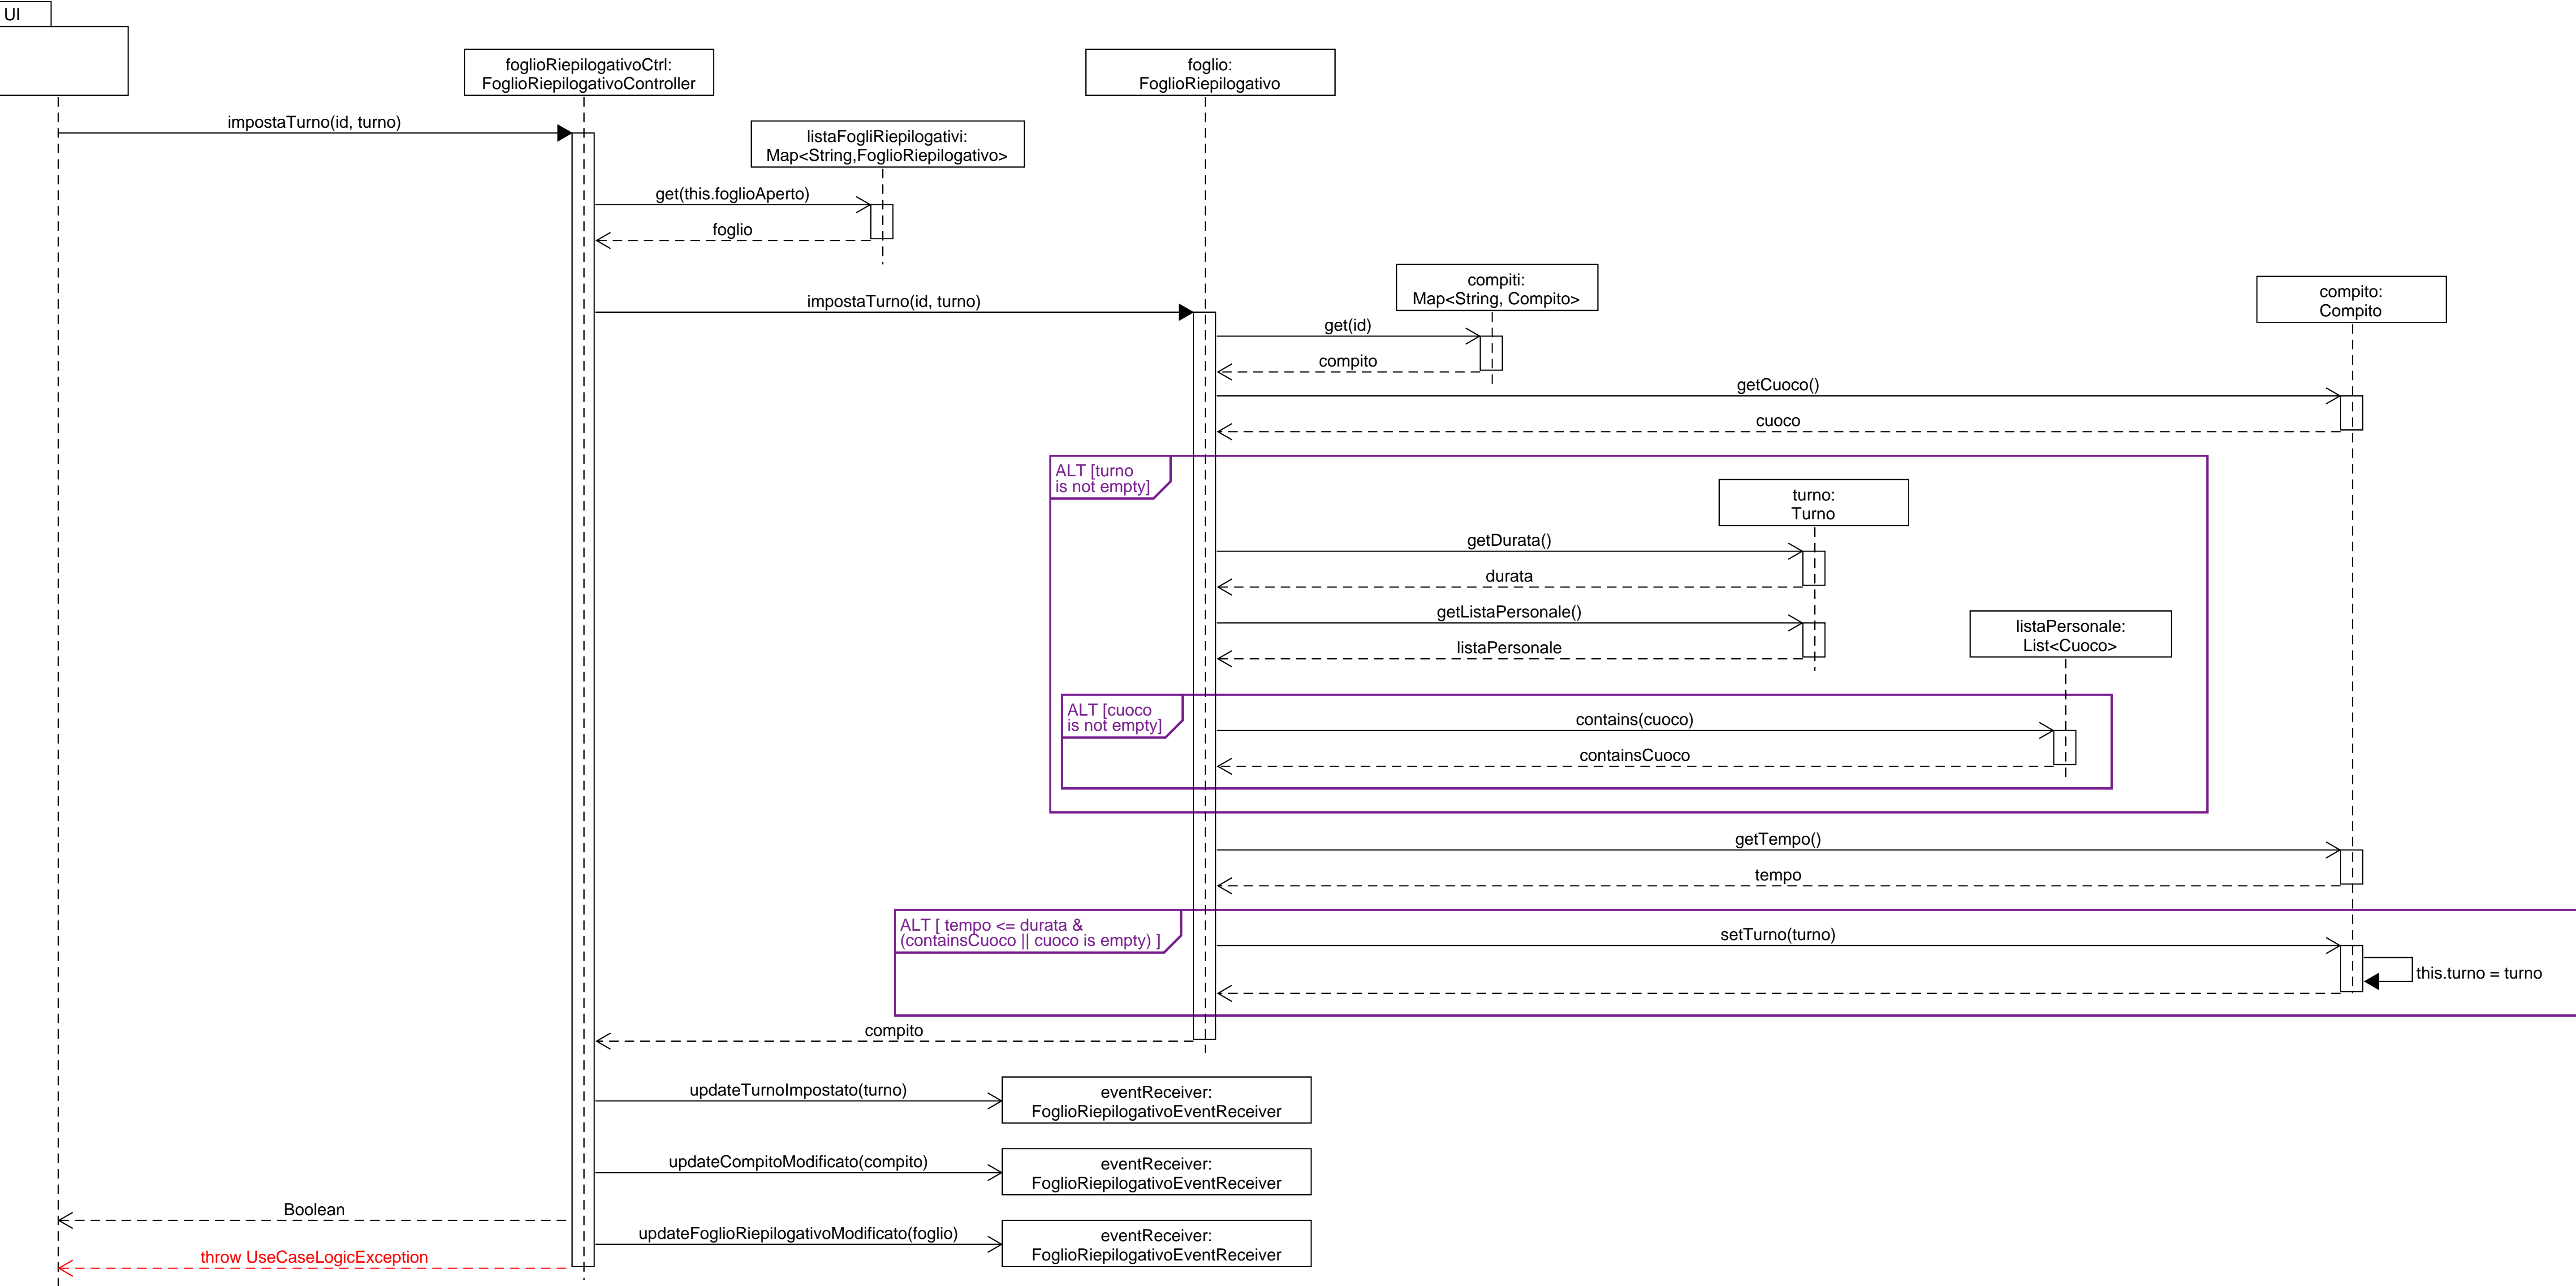 UI
foglioRiepilogativoCtrl:
FoglioRiepilogativoController
foglio:
FoglioRiepilogativo
impostaTurno(id, turno)
listaFogliRiepilogativi:
Map<String,FoglioRiepilogativo>
get(this.foglioAperto)
foglio
compiti:
Map<String, Compito>
compito:
Compito
impostaTurno(id, turno)
get(id)
compito
getCuoco()
cuoco
ALT [turno
is not empty]
turno:
Turno
getDurata()
durata
getListaPersonale()
listaPersonale:
List<Cuoco>
listaPersonale
ALT [cuoco
is not empty]
contains(cuoco)
containsCuoco
getTempo()
tempo
ALT [ tempo <= durata &
(containsCuoco || cuoco is empty) ]
setTurno(turno)
this.turno = turno
compito
updateTurnoImpostato(turno)
eventReceiver:
FoglioRiepilogativoEventReceiver
updateCompitoModificato(compito)
eventReceiver:
FoglioRiepilogativoEventReceiver
Boolean
updateFoglioRiepilogativoModificato(foglio)
eventReceiver:
FoglioRiepilogativoEventReceiver
throw UseCaseLogicException